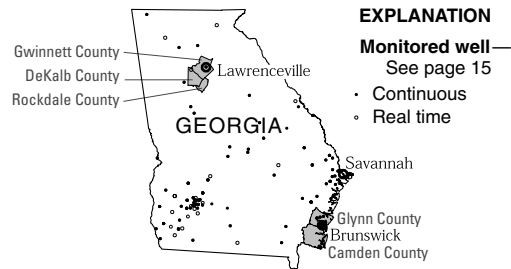 EXPLANATION
Monitored well—
See page 15
Continuous
Real time
Gwinnett County
DeKalb County
Rockdale County
Lawrenceville
GEORGIA
Savannah
Glynn County
Brunswick
Camden County